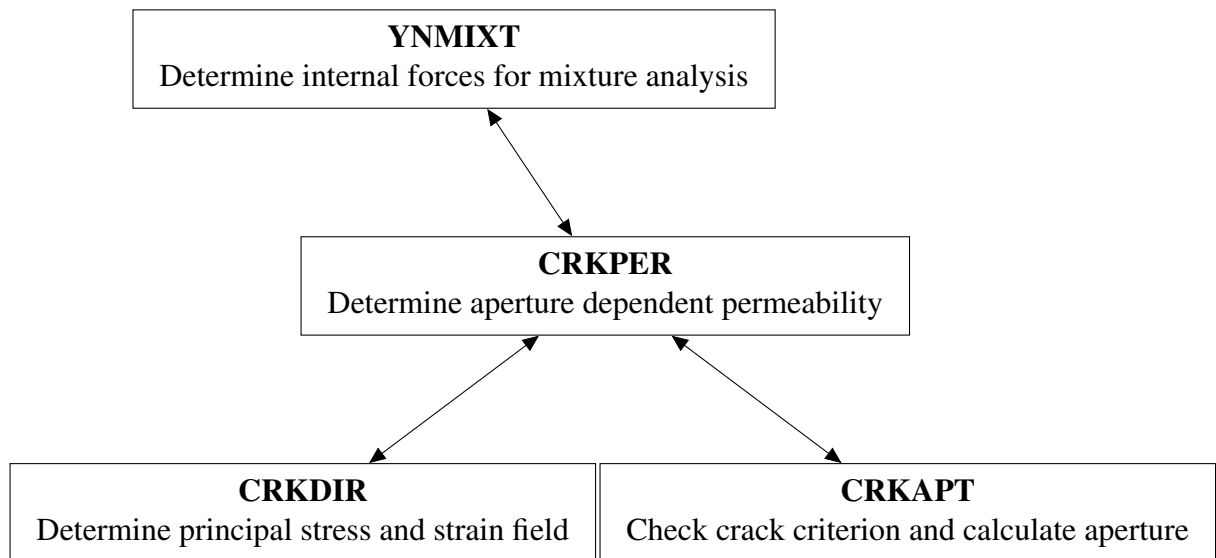 YNMIXT
Determine internal forces for mixture analysis
CRKPER
Determine aperture dependent permeability
CRKDIR
Determine principal stress and strain field
CRKAPT
Check crack criterion and calculate aperture